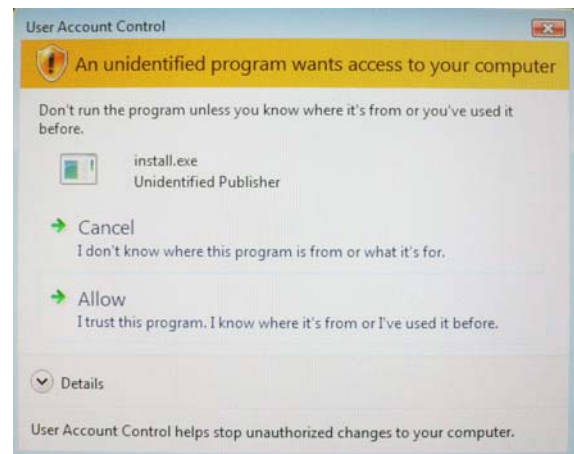 User Account Control
An unidentified program wants access to your computer
Don't run the program unless you know where it's from or you've used it
before.
install.exe
Unidentified Publisher
Cancel
I don't know where this program is from or what it's for.
Allow
I trust this program. I know where it's from or I've used it before.
Details
User Account Control helps stop unauthorized changes to your computer.